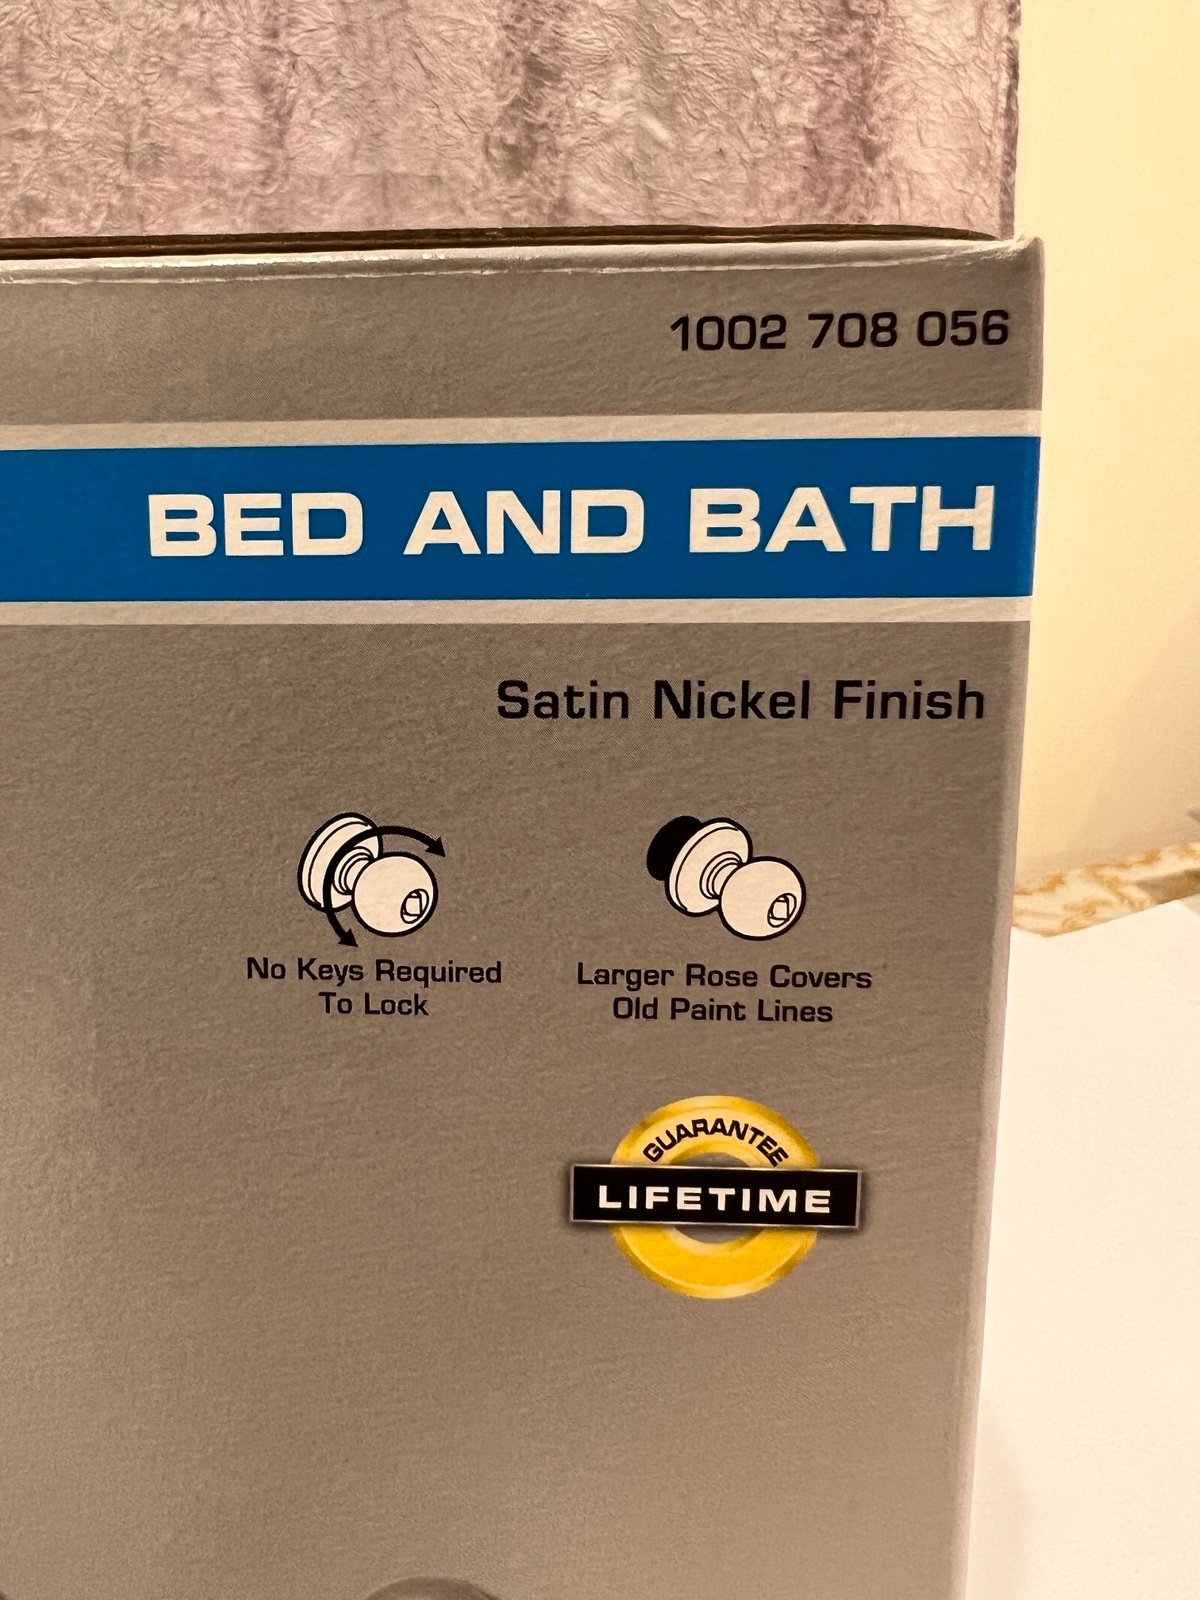 1002 708 056
BED AND BATH
Satin Nickel Finish
No Keys Required
To Lock
Larger Rose Covers
Old Paint Lines
GUARANTEE
LIFETIME